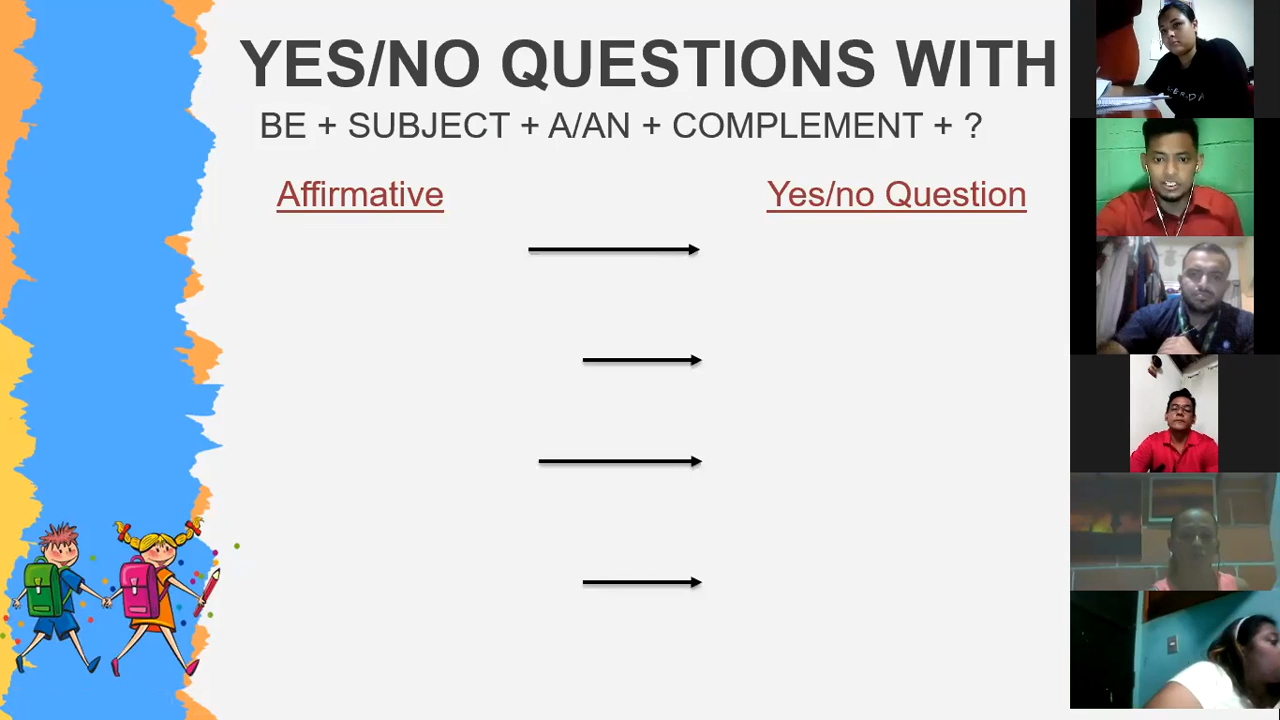 YES/NO QUESTIONS WITH
BE + SUBJECT + A/AN + COMPLEMENT + ?
Affirmative
Yes/no Question